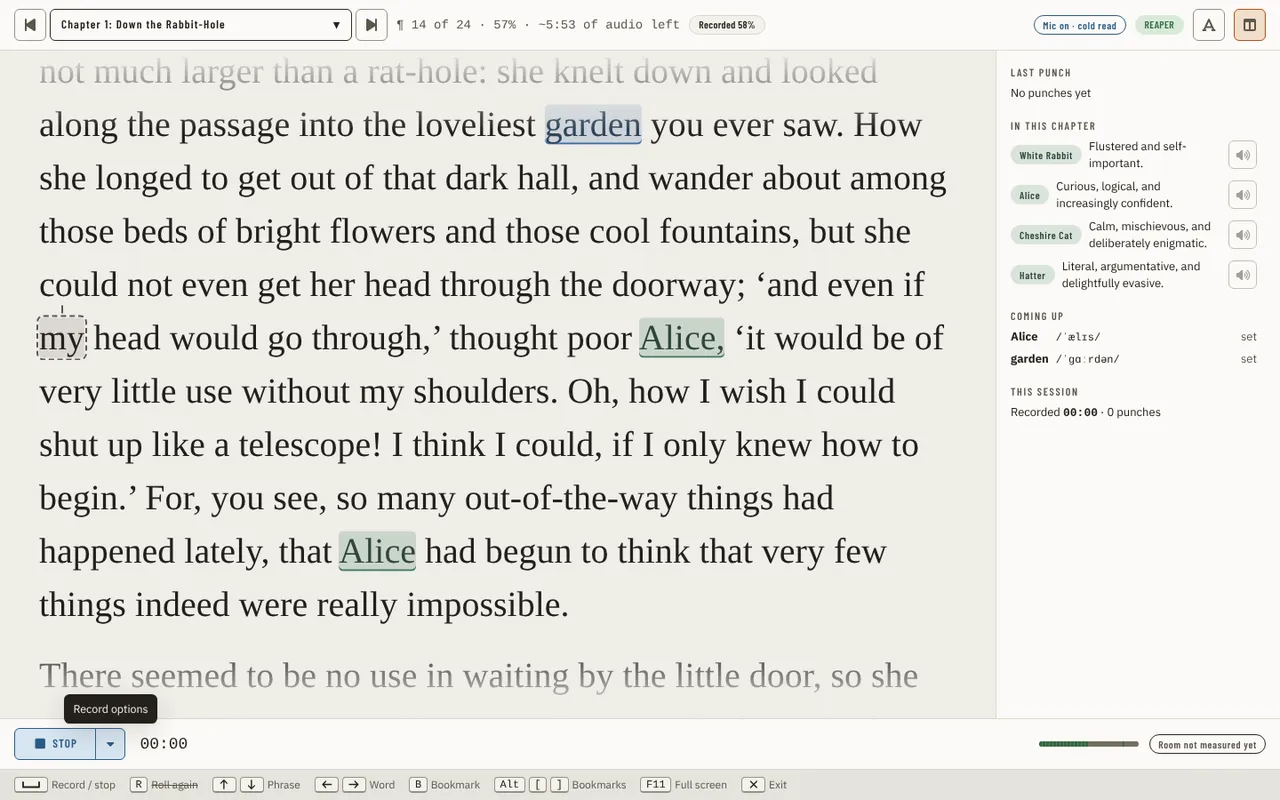 Chapter 1: Down the Rabbit-Hole
¶ 14 of 24 · 57% · ~5:53 of audio left
Recorded 58%
Mic on · cold read
REAPER
A
not much larger than a rat-hole: she knelt down and looked
along the passage into the loveliest garden you ever saw. How
she longed to get out of that dark hall, and wander about among
those beds of bright flowers and those cool fountains, but she
could not even get her head through the doorway; ‘and even if
my head would go through,’ thought poor Alice, ‘it would be of
very little use without my shoulders. Oh, how I wish I could
shut up like a telescope! I think I could, if I only knew how to
begin.’ For, you see, so many out-of-the-way things had
happened lately, that Alice had begun to think that very few
things indeed were really impossible.
There seemed to be no use in waiting by the little door, so she
LAST PUNCH
No punches yet
IN THIS CHAPTER
White Rabbit Flustered and self-
important.
Alice Curious, logical, and
increasingly confident.
Cheshire Cat Calm, mischievous, and
deliberately enigmatic.
Hatter Literal, argumentative, and
delightfully evasive.
COMING UP
Alice /ˈælɪs/ set
garden /ˈɡɑːrdən/ set
THIS SESSION
Recorded 00:00 · 0 punches
Record options
STOP
00:00
Room not measured yet
Record / stop R Roll again ↑ ↓ Phrase ← → Word B Bookmark Alt [ ] Bookmarks F11 Full screen ✕ Exit